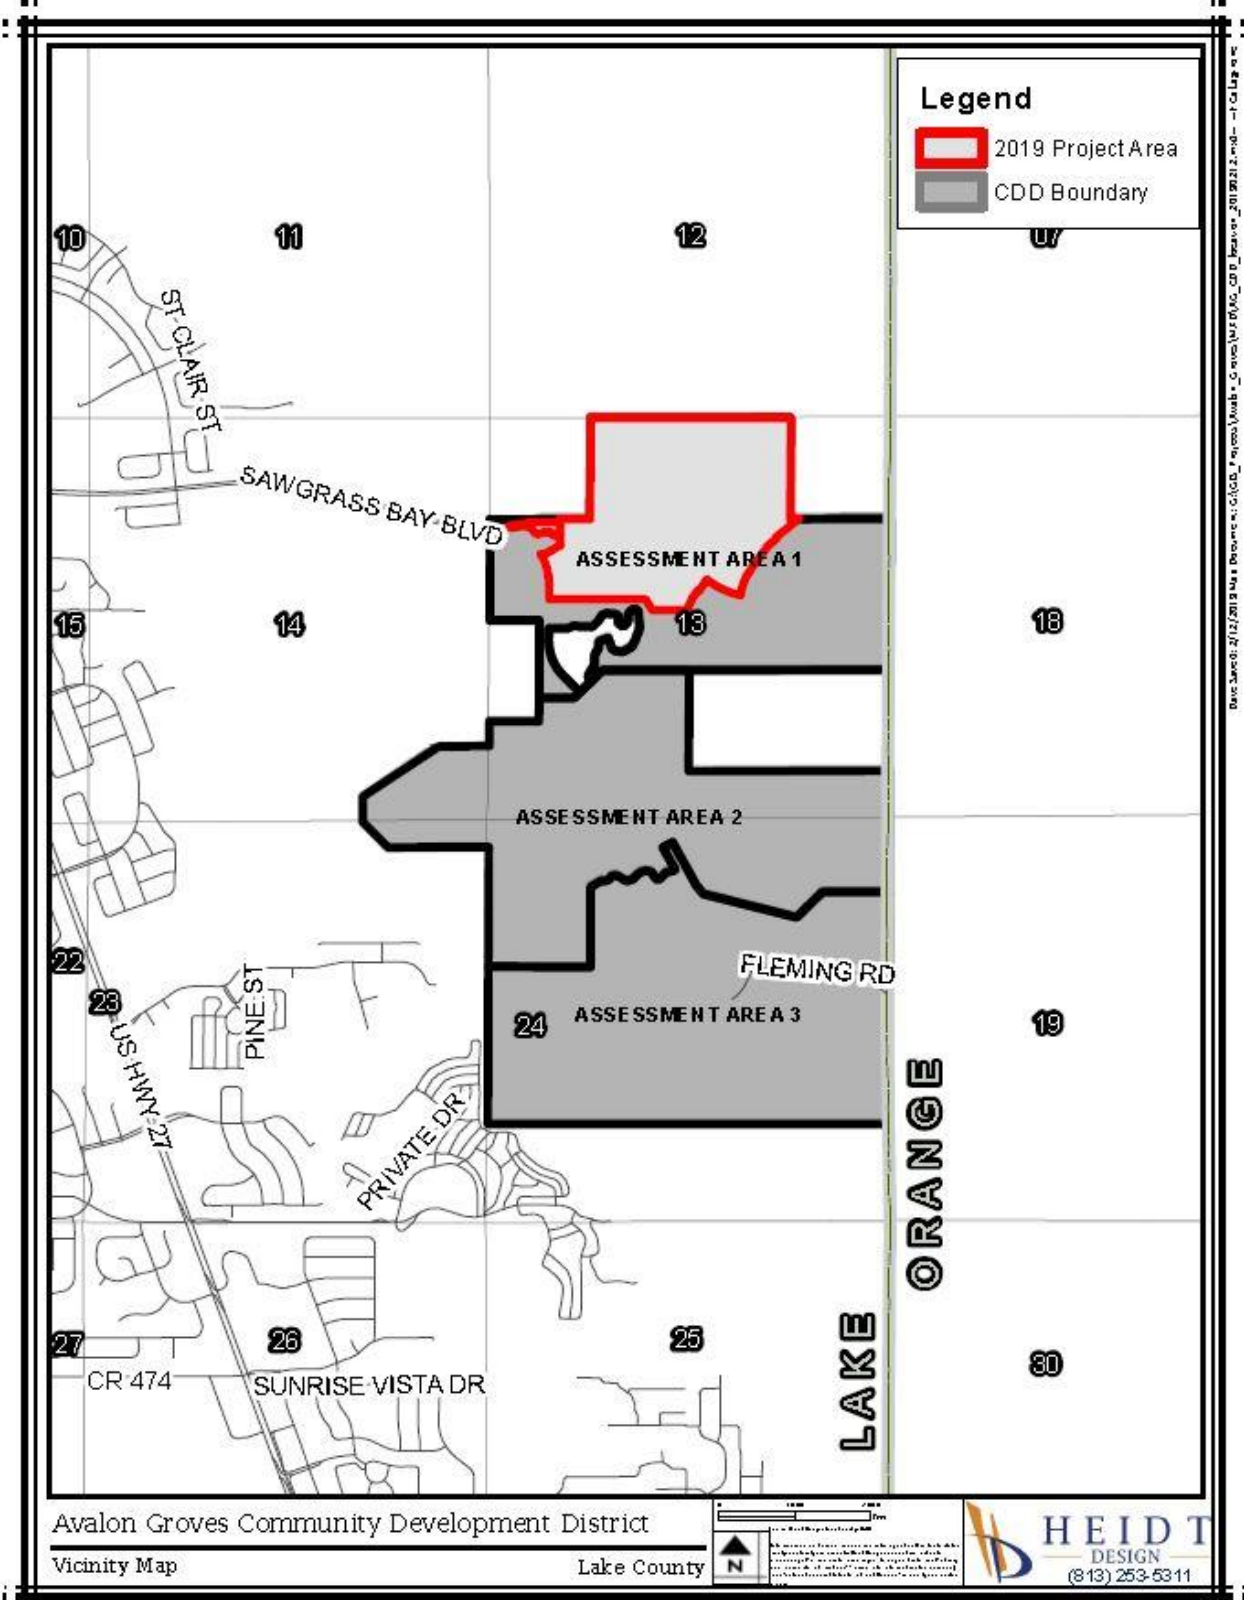 Legend
2019 Project Area
CDD Boundary
10
11
12
07
ST CLAIR ST
SAWGRASS BAY BLVD
ASSESSMENT AREA 1
15
14
13
18
ASSESSMENT AREA 2
22
23
FLEMING RD
PINE ST
24
ASSESSMENT AREA 3
19
US HWY 27
PRIVATE DR
ORANGE
LAKE
27
26
25
30
CR 474
SUNRISE VISTA DR
Avalon Groves Community Development District
Vicinity Map
Lake County
N
HEIDT
DESIGN
(813) 253-5311